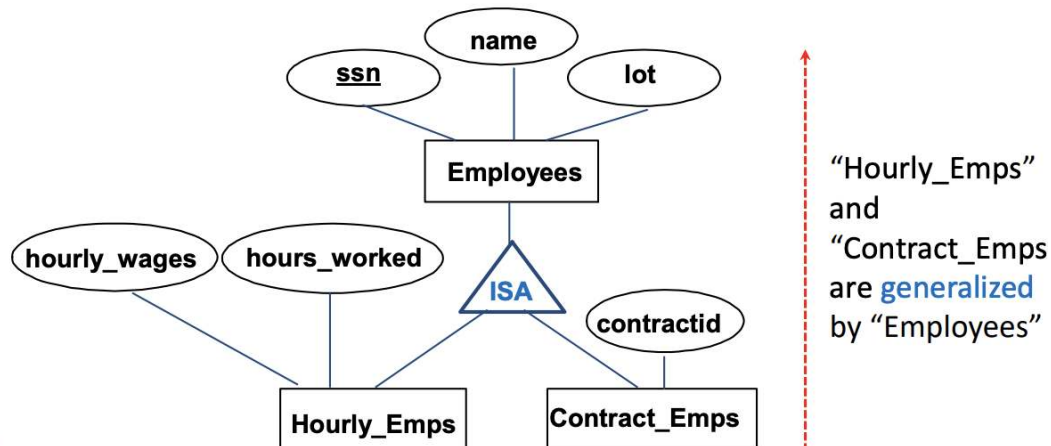 name
ssn
lot
Employees
hourly_wages
hours_worked
ISA
contractid
Hourly_Emps
Contract_Emps
“Hourly_Emps”
and
“Contract_Emps
are generalized
by “Employees”